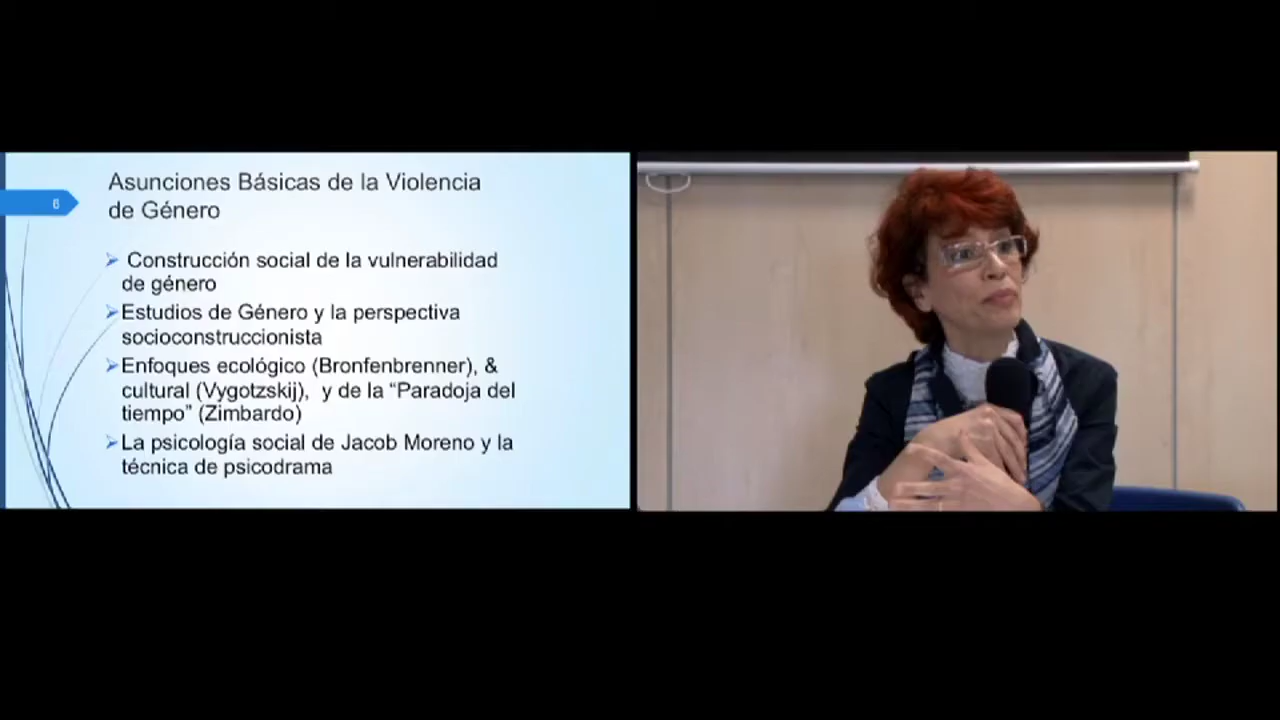 6
Asunciones Básicas de la Violencia
de Género
Construcción social de la vulnerabilidad
de género
Estudios de Género y la perspectiva
socioconstruccionista
Enfoques ecológico (Bronfenbrenner), &
cultural (Vygotzskij), y de la “Paradoja del
tiempo” (Zimbardo)
La psicología social de Jacob Moreno y la
técnica de psicodrama